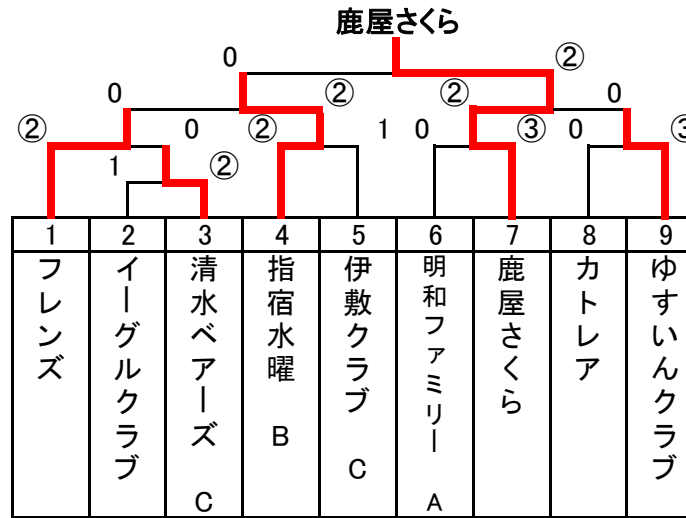 鹿屋さくら
0 ②
0 ② ② 0
② 0 ② 1 0 ③ 0 ③
1 ②
1 2 3 4 5 6 7 8 9
フレンズ
イーグルクラブ
清水ベアーズ C
指宿水曜 B
伊敷クラブ C
明和ファミリー A
鹿屋さくら
カトレア
ゆすいんクラブ